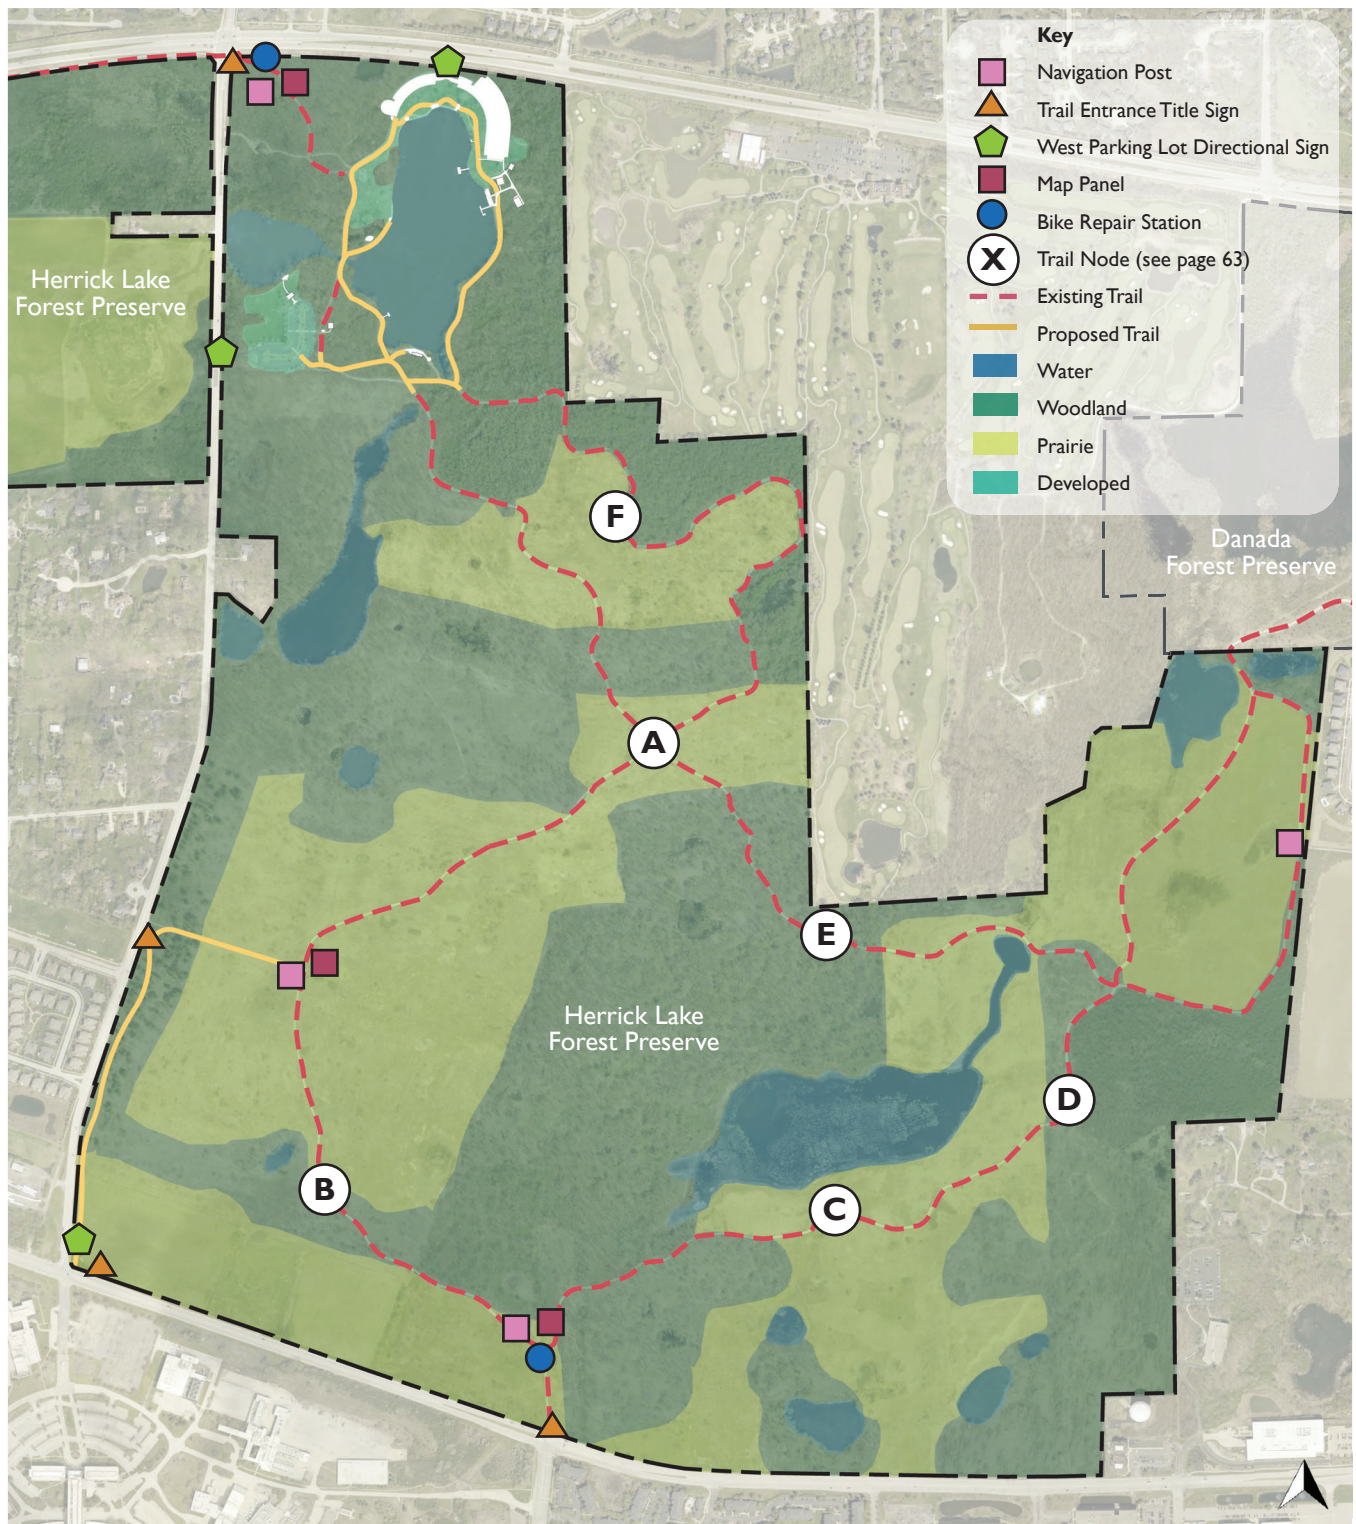 Key
Navigation Post
Trail Entrance Title Sign
West Parking Lot Directional Sign
Map Panel
Bike Repair Station
X
Trail Node (see page 63)
Existing Trail
Proposed Trail
Water
Woodland
Prairie
Developed
Herrick Lake
Forest Preserve
F
Danada
Forest Preserve
A
E
Herrick Lake
Forest Preserve
D
B
C